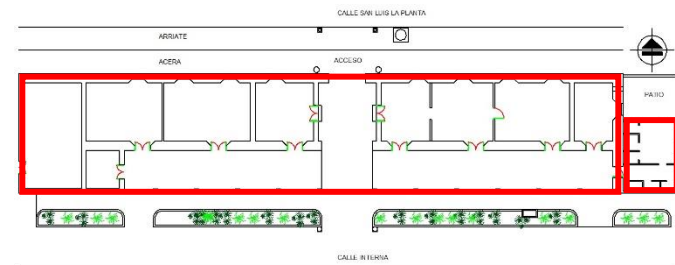 CALLE SAN LUIS LA PLANTA
ARRIATE
ACERA
ACCESO
PATIO
CALLE INTERNA